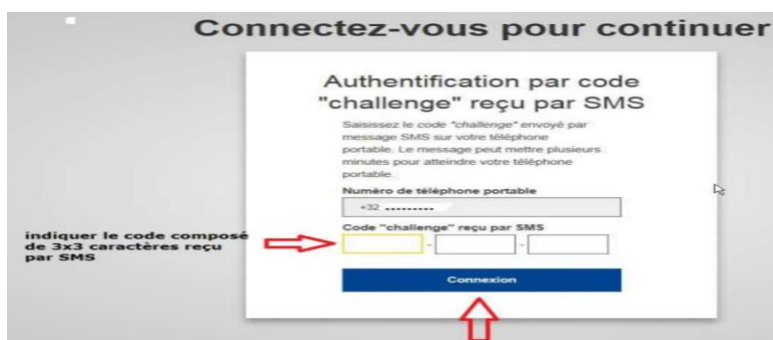 Connectez-vous pour continuer
Authentification par code
"challenge" reçu par SMS
Saisissez le code "challenge" envoyé par
message SMS sur votre téléphone
portable. Le message peut mettre plusieurs
minutes pour atteindre votre téléphone
portable.
Numéro de téléphone portable
+32 •••••••••
Code "challenge" reçu par SMS
- -
indiquer le code composé
de 3x3 caractères reçu
par SMS
Connexion